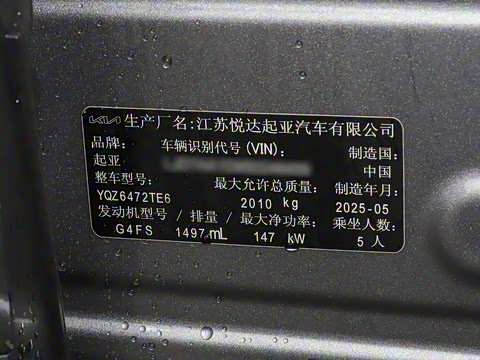 KIA 生产厂名:江苏悦达起亚汽车有限公司
品牌: 车辆识别代号(VIN): 制造国:
起亚 中国
整车型号: 最大允许总质量: 制造年月:
YQZ6472TE6 2010 kg 2025-05
发动机型号 / 排量 / 最大净功率: 乘坐人数:
G4FS 1497 mL 147 kW 5 人